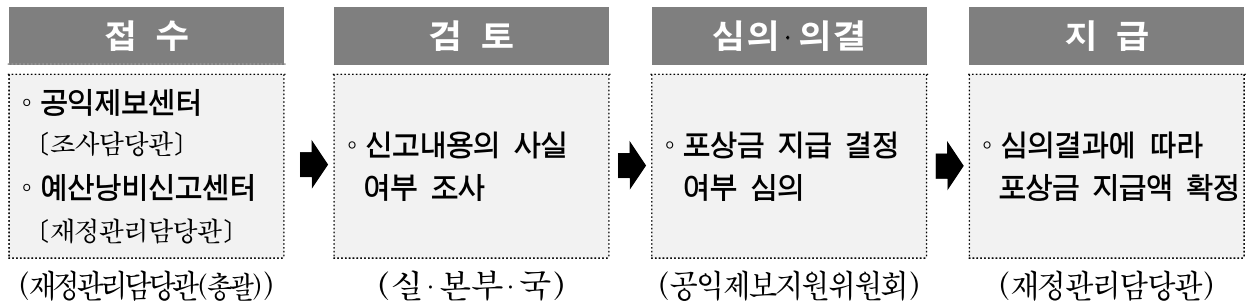 접 수
◦ 공익제보센터
〔조사담당관〕
◦ 예산낭비신고센터
〔재정관리담당관〕
(재정관리담당관(총괄))
검 토
◦ 신고내용의 사실
여부 조사
(실·본부·국)
심의·의결
◦ 포상금 지급 결정
여부 심의
(공익제보지원위원회)
지 급
◦ 심의결과에 따라
포상금 지급액 확정
(재정관리담당관)